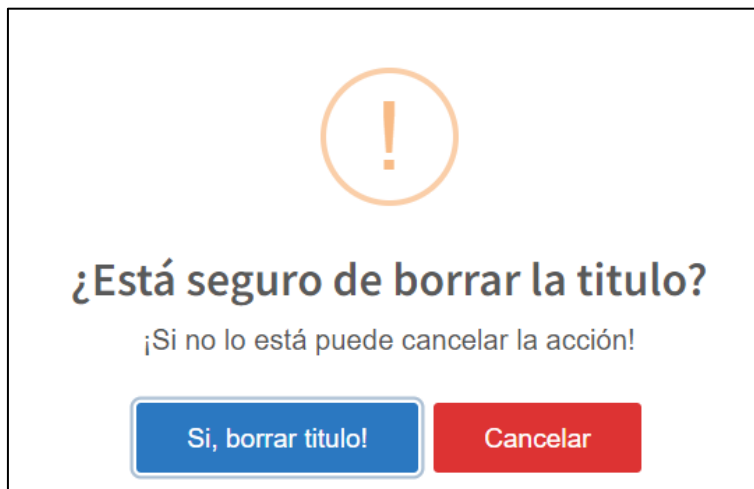 !
¿Está seguro de borrar la titulo?
¡Si no lo está puede cancelar la acción!
Si, borrar titulo! Cancelar